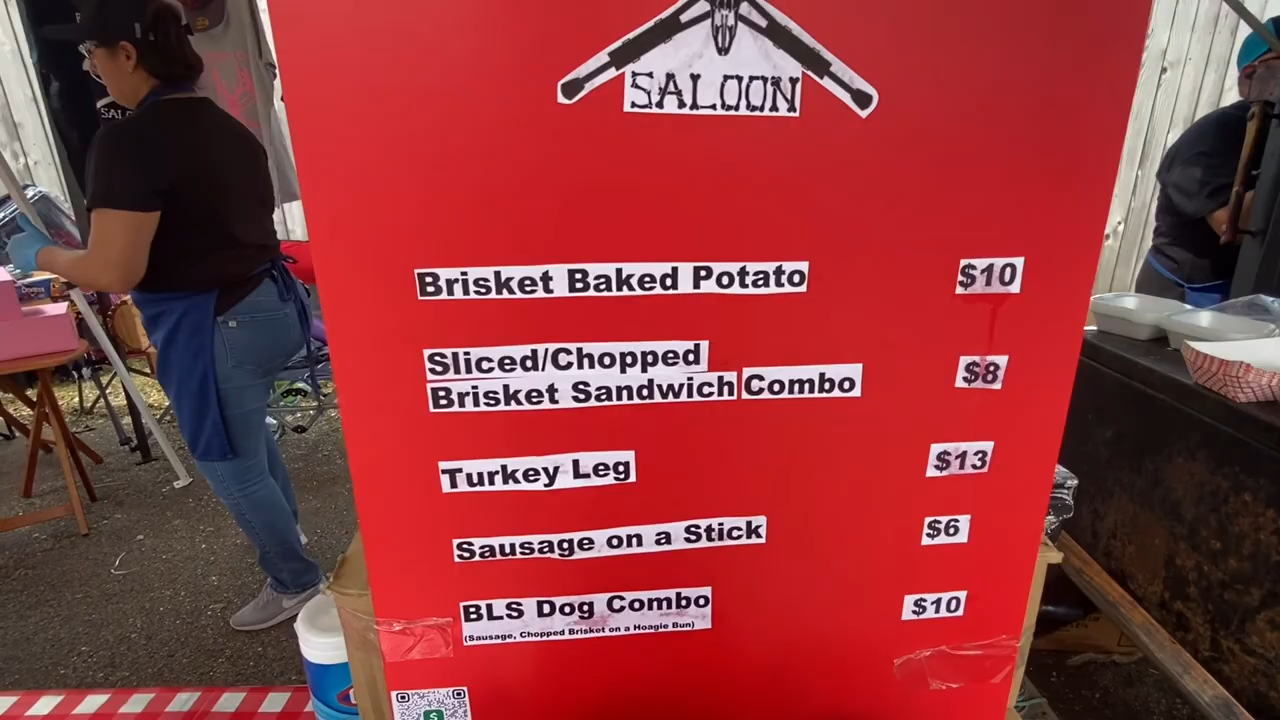 SALOON
Brisket Baked Potato $10
Sliced/Chopped
Brisket Sandwich Combo $8
Turkey Leg $13
Sausage on a Stick $6
BLS Dog Combo $10
(Sausage, Chopped Brisket on a Hoagie Bun)
Doritos